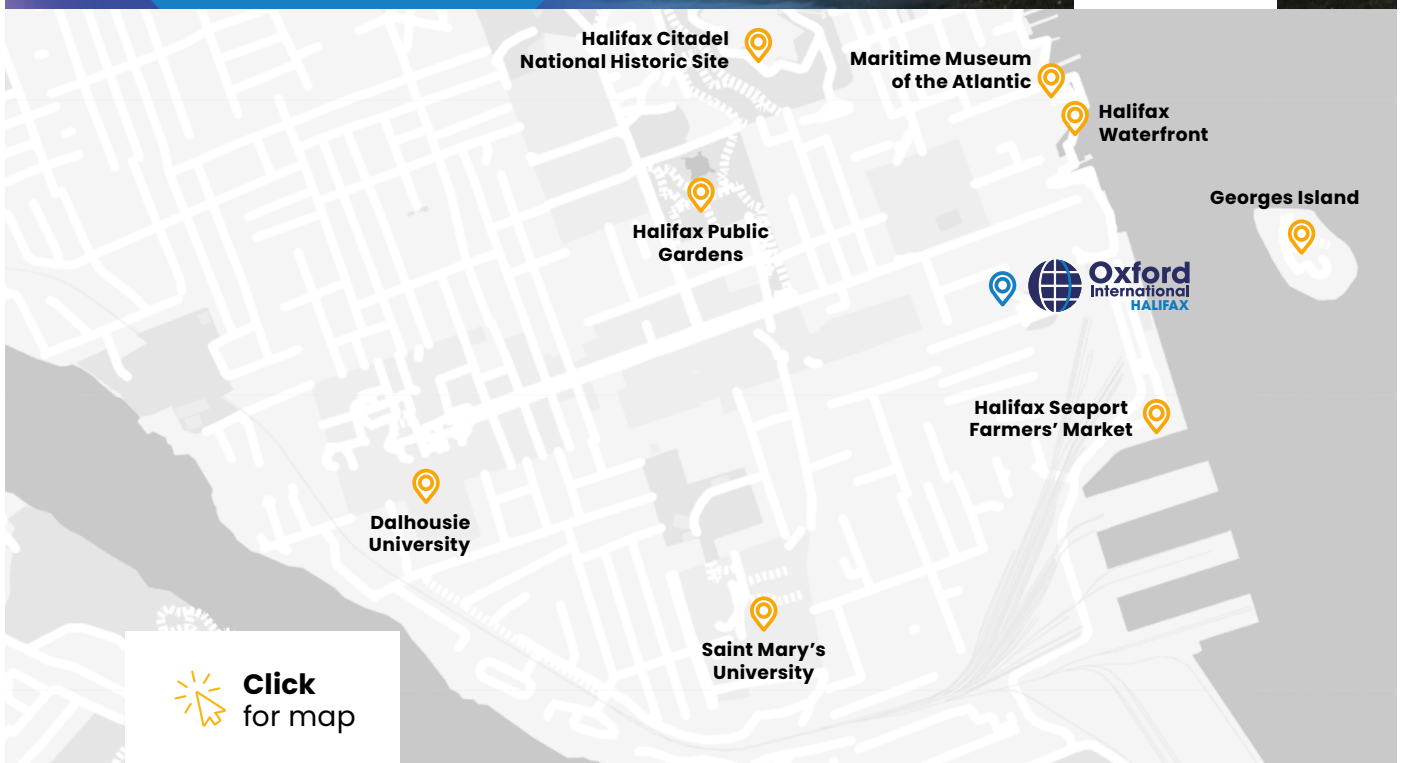 Halifax Citadel
National Historic Site
Maritime Museum
of the Atlantic
Halifax
Waterfront
Georges Island
Halifax Public
Gardens
Oxford
International
HALIFAX
Halifax Seaport
Farmers’ Market
Dalhousie
University
Saint Mary’s
University
Click
for map